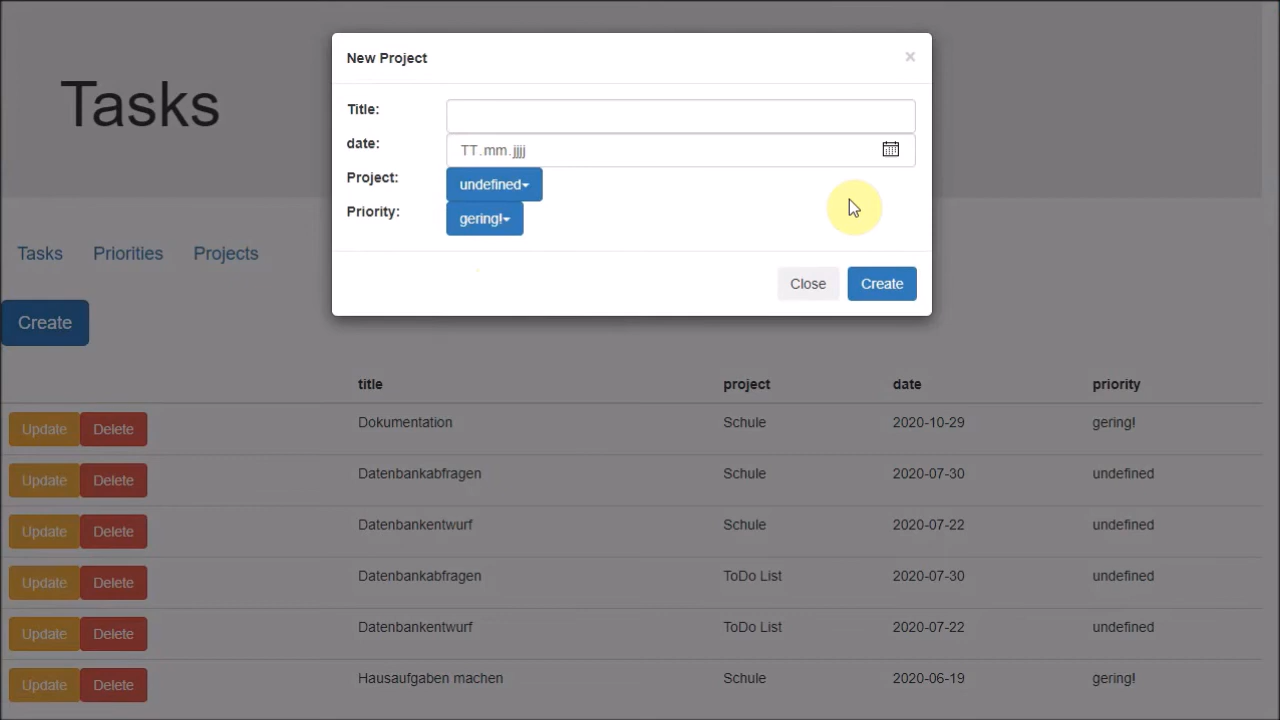 New Project ×
Tasks
Title:
date: TT.mm.jjjj
Project: undefined
Priority: gering!
Close Create
Tasks Priorities Projects
Create
title project date priority
Update Delete Dokumentation Schule 2020-10-29 gering!
Update Delete Datenbankabfragen Schule 2020-07-30 undefined
Update Delete Datenbankentwurf Schule 2020-07-22 undefined
Update Delete Datenbankabfragen ToDo List 2020-07-30 undefined
Update Delete Datenbankentwurf ToDo List 2020-07-22 undefined
Update Delete Hausaufgaben machen Schule 2020-06-19 gering!